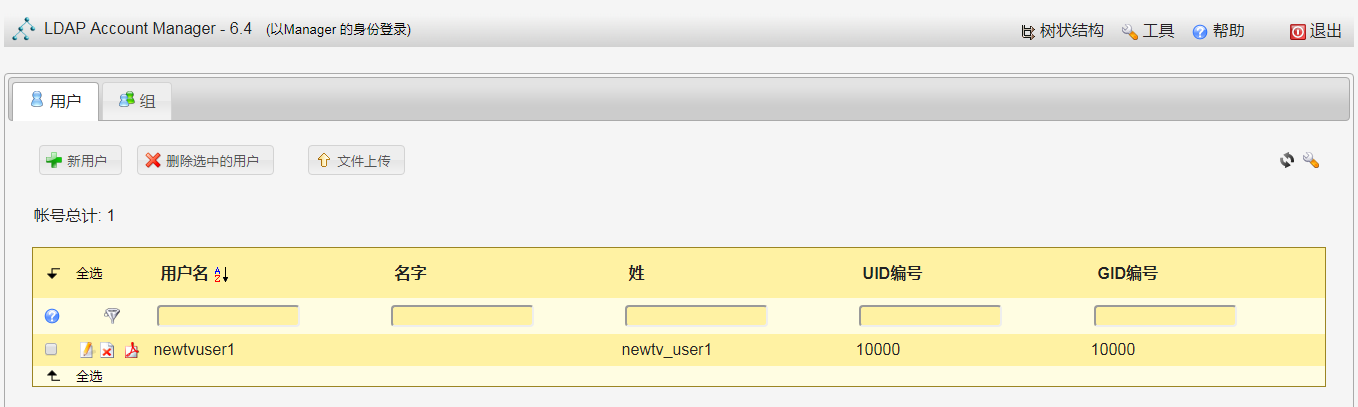 LDAP Account Manager - 6.4 (以Manager 的身份登录) 树状结构 工具 帮助 退出
用户 组
新用户 删除选中的用户 文件上传
帐号总计: 1
全选 用户名 名字 姓 UID编号 GID编号
newtvuser1 newtv_user1 10000 10000
全选